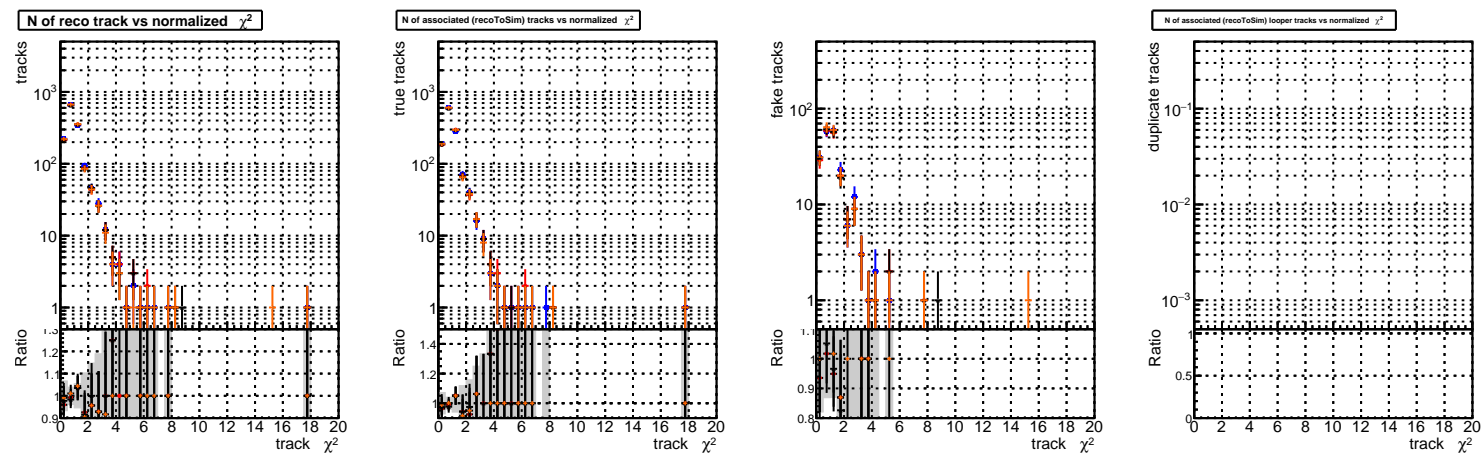 N of reco track vs normalized χ²
tracks
10³
10²
10
1
Ratio
1.3
1.2
1.1
1
0.9
0 2 4 6 8 10 12 14 16 18 20
track χ²
N of associated (recoToSim) tracks vs normalized χ²
true tracks
10³
10²
10
1
Ratio
1.4
1.2
1
0 2 4 6 8 10 12 14 16 18 20
track χ²
fake tracks
10²
10
1
Ratio
1.1
1
0.9
0.8
0 2 4 6 8 10 12 14 16 18 20
track χ²
N of associated (recoToSim) looper tracks vs normalized χ²
duplicate tracks
10⁻¹
10⁻²
10⁻³
Ratio
1
0.5
0
0 2 4 6 8 10 12 14 16 18 20
track χ²